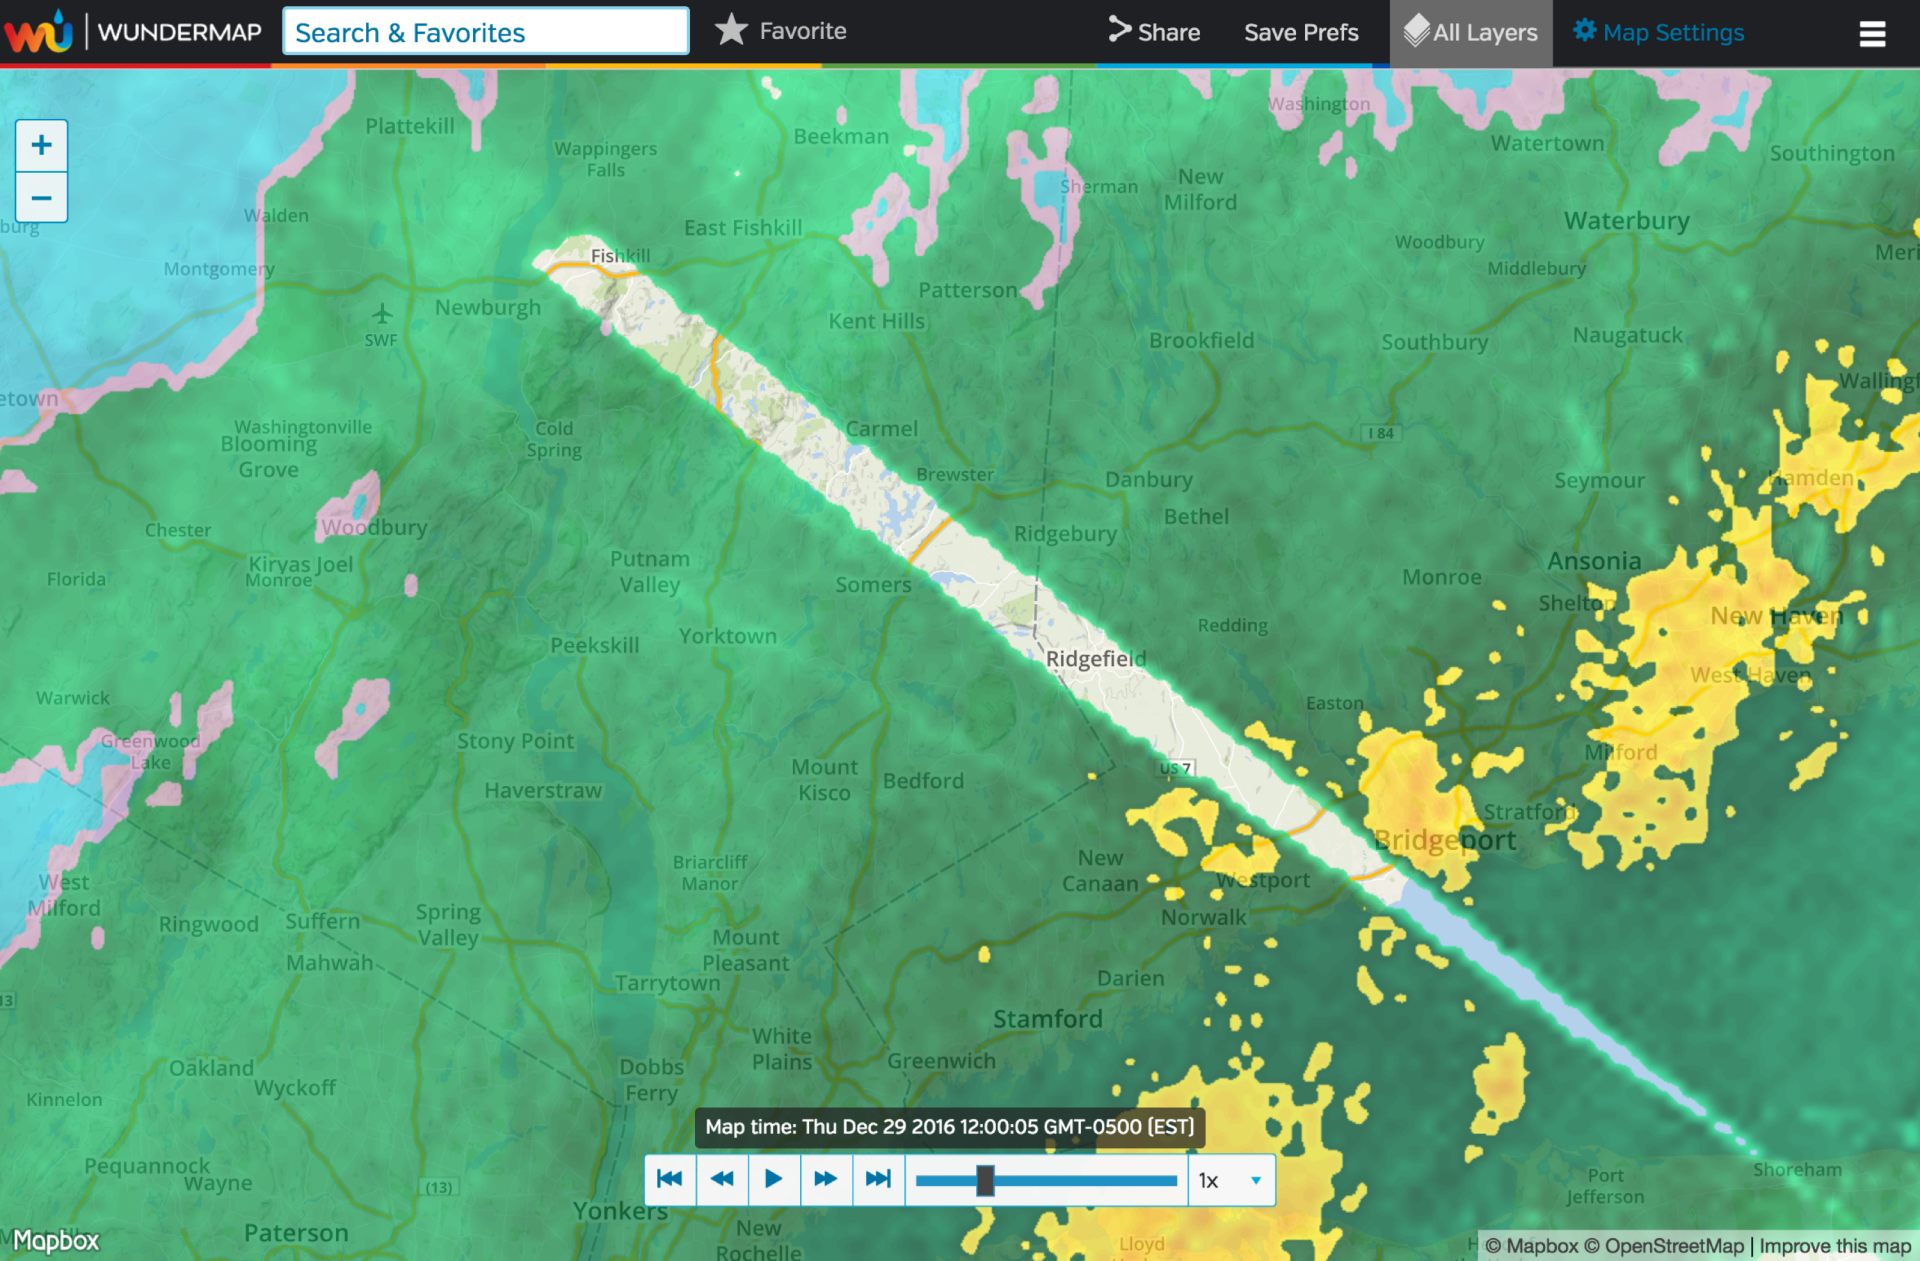 WUNDERMAP
Search & Favorites
Favorite
Share
Save Prefs
All Layers
Map Settings
+
−
Plattekill
Wappingers
Falls
Beekman
Washington
Watertown
Southington
Sherman
New
Milford
Walden
burg
East Fishkill
Waterbury
Woodbury
Meri
Middlebury
Fishkill
Montgomery
Newburgh
Patterson
Kent Hills
SWF
Brookfield
Southbury
Naugatuck
Wallingf
etown
Washingtonville
Blooming
Grove
Cold
Spring
Carmel
I 84
Brewster
Danbury
Seymour
Hamden
Chester
Woodbury
Bethel
Ridgebury
Kiryas Joel
Monroe
Florida
Putnam
Valley
Somers
Ansonia
Monroe
Shelton
New Haven
Redding
Peekskill
Yorktown
Ridgefield
West Haven
Warwick
Easton
Greenwood
Lake
Stony Point
Milford
US 7
Mount
Kisco
Bedford
Haverstraw
Stratford
Bridgeport
Briarcliff
Manor
New
Canaan
Westport
West
Milford
Ringwood
Suffern
Spring
Valley
Norwalk
Mount
Pleasant
Mahwah
Tarrytown
Darien
13
Stamford
White
Plains
Greenwich
Oakland
Wyckoff
Dobbs
Ferry
Kinnelon
Map time: Thu Dec 29 2016 12:00:05 GMT-0500 (EST)
1x
Pequannock
Wayne
(13)
Port
Jefferson
Shoreham
Yonkers
Paterson
New
Rochelle
Lloyd
Mapbox
© Mapbox © OpenStreetMap | Improve this map